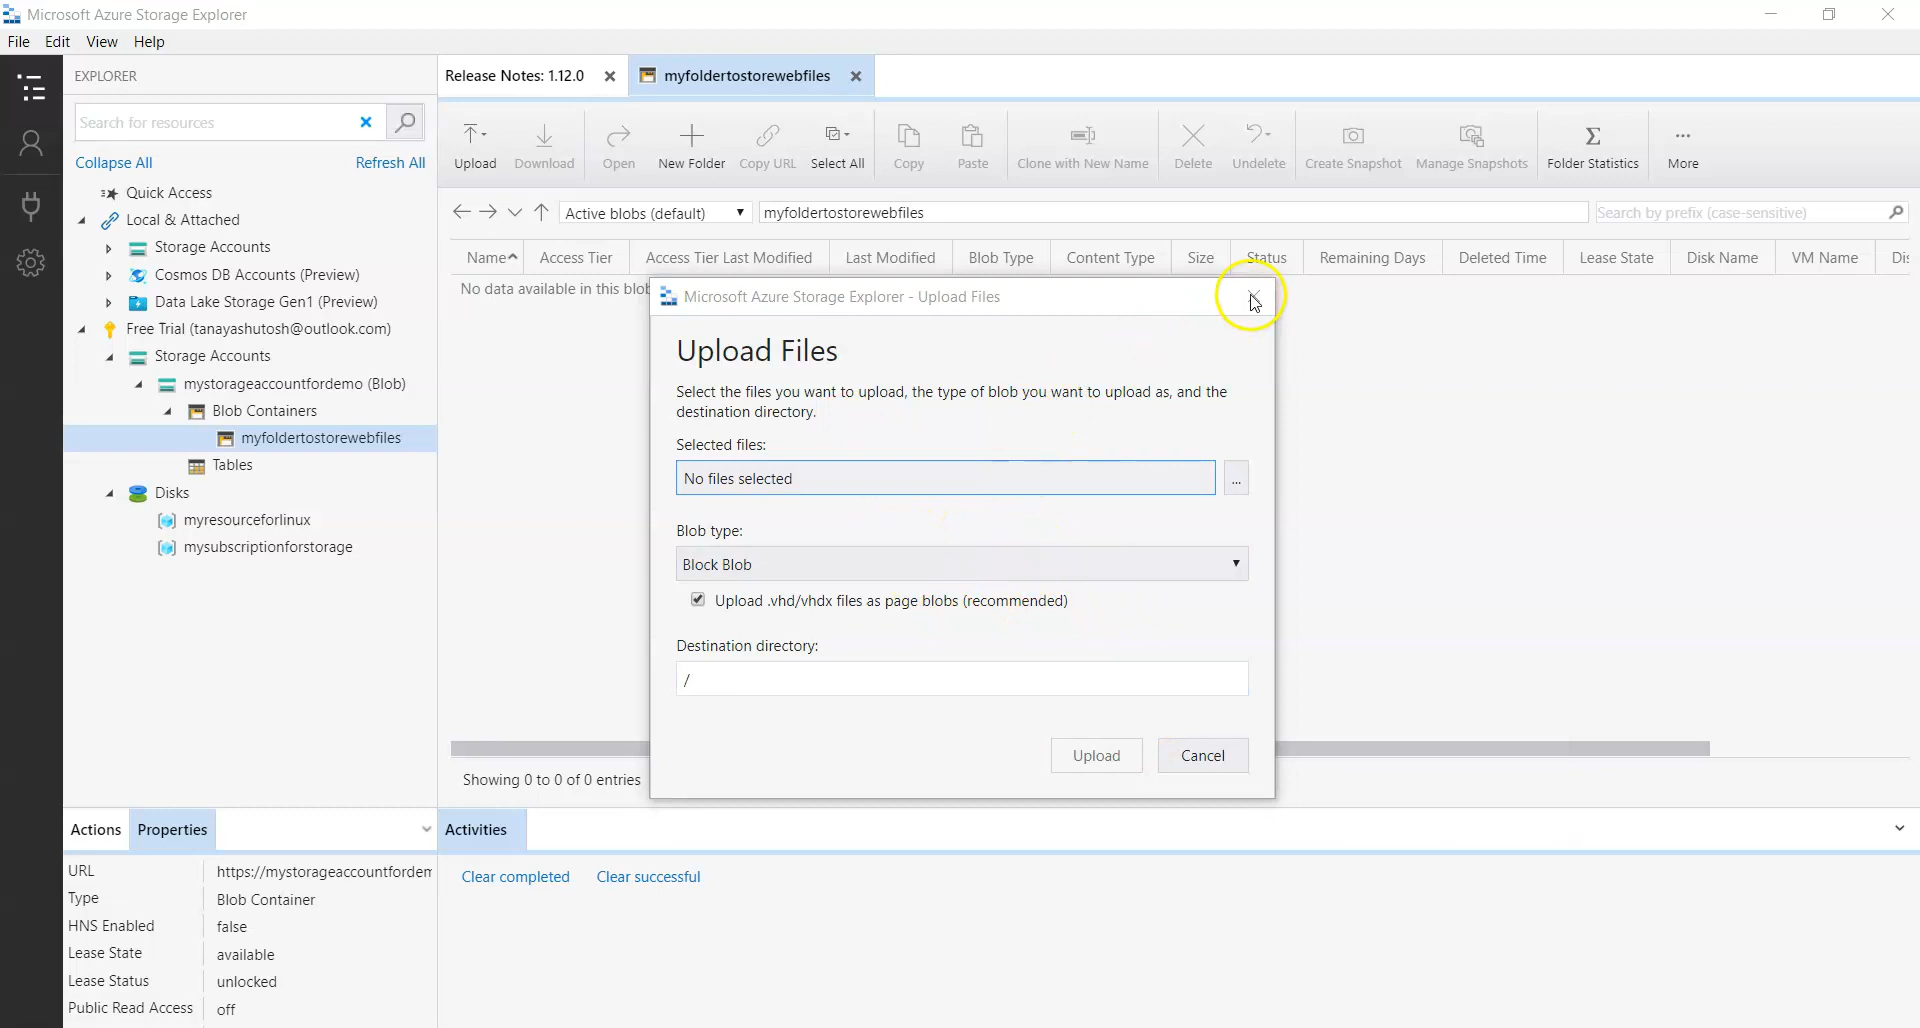 Microsoft Azure Storage Explorer
File Edit View Help
EXPLORER
Search for resources
Collapse All Refresh All
Quick Access
Local & Attached
Storage Accounts
Cosmos DB Accounts (Preview)
Data Lake Storage Gen1 (Preview)
Free Trial (tanayashutosh@outlook.com)
Storage Accounts
mystorageaccountfordemo (Blob)
Blob Containers
myfoldertostorewebfiles
Tables
Disks
myresourceforlinux
mysubscriptionforstorage
Release Notes: 1.12.0 myfoldertostorewebfiles
Upload Download Open New Folder Copy URL Select All Copy Paste Clone with New Name Delete Undelete Create Snapshot Manage Snapshots Folder Statistics More
Active blobs (default) myfoldertostorewebfiles Search by prefix (case-sensitive)
Name Access Tier Access Tier Last Modified Last Modified Blob Type Content Type Size Status Remaining Days Deleted Time Lease State Disk Name VM Name Dis
No data available in this blob
Microsoft Azure Storage Explorer - Upload Files
Upload Files
Select the files you want to upload, the type of blob you want to upload as, and the
destination directory.
Selected files:
No files selected ...
Blob type:
Block Blob
Upload .vhd/vhdx files as page blobs (recommended)
Destination directory:
/
Upload Cancel
Showing 0 to 0 of 0 entries
Actions Properties
URL https://mystorageaccountfordem
Type Blob Container
HNS Enabled false
Lease State available
Lease Status unlocked
Public Read Access off
Activities
Clear completed Clear successful